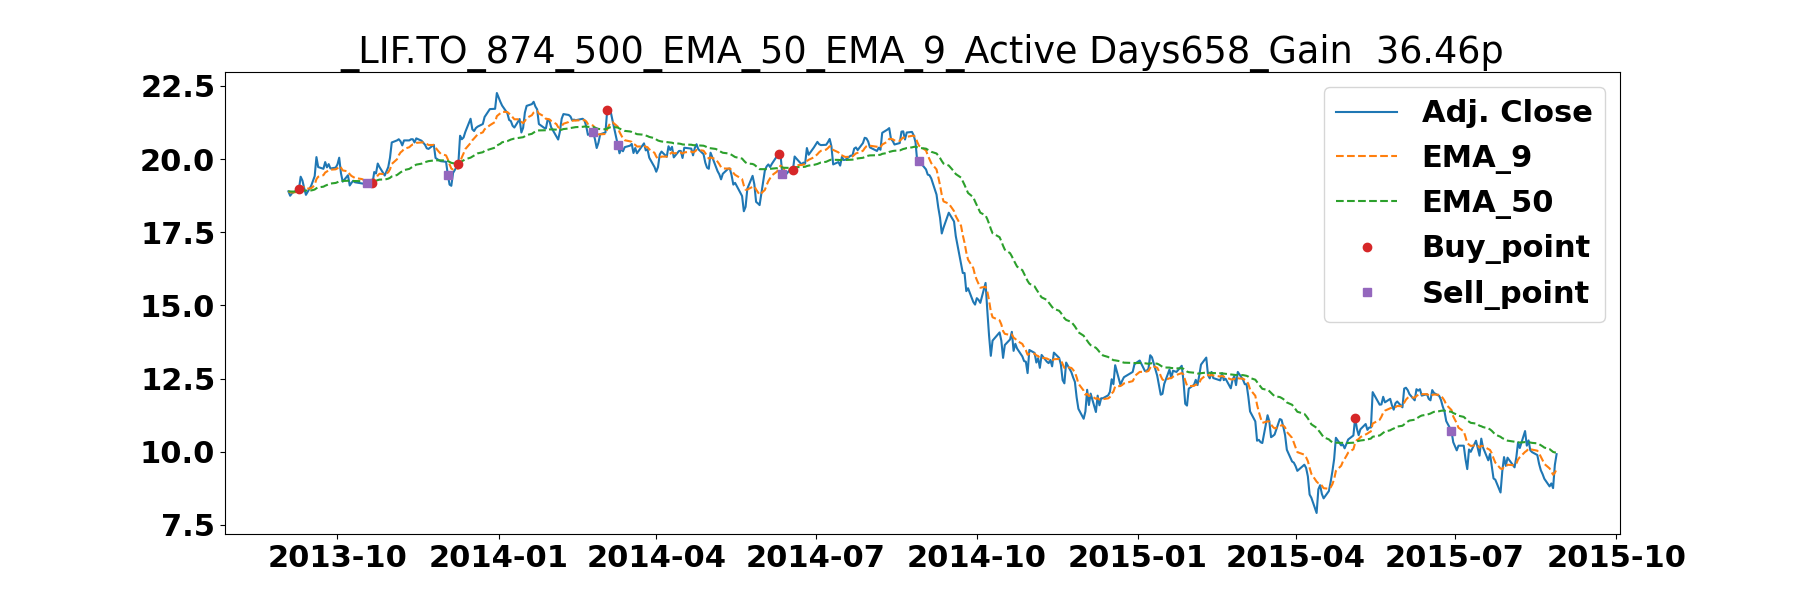 _LIF.TO_874_500_EMA_50_EMA_9_Active Days658_Gain  36.46p
22.5
20.0
17.5
15.0
12.5
10.0
7.5
Adj. Close
EMA_9
EMA_50
Buy_point
Sell_point
2013-10 2014-01 2014-04 2014-07 2014-10 2015-01 2015-04 2015-07 2015-10